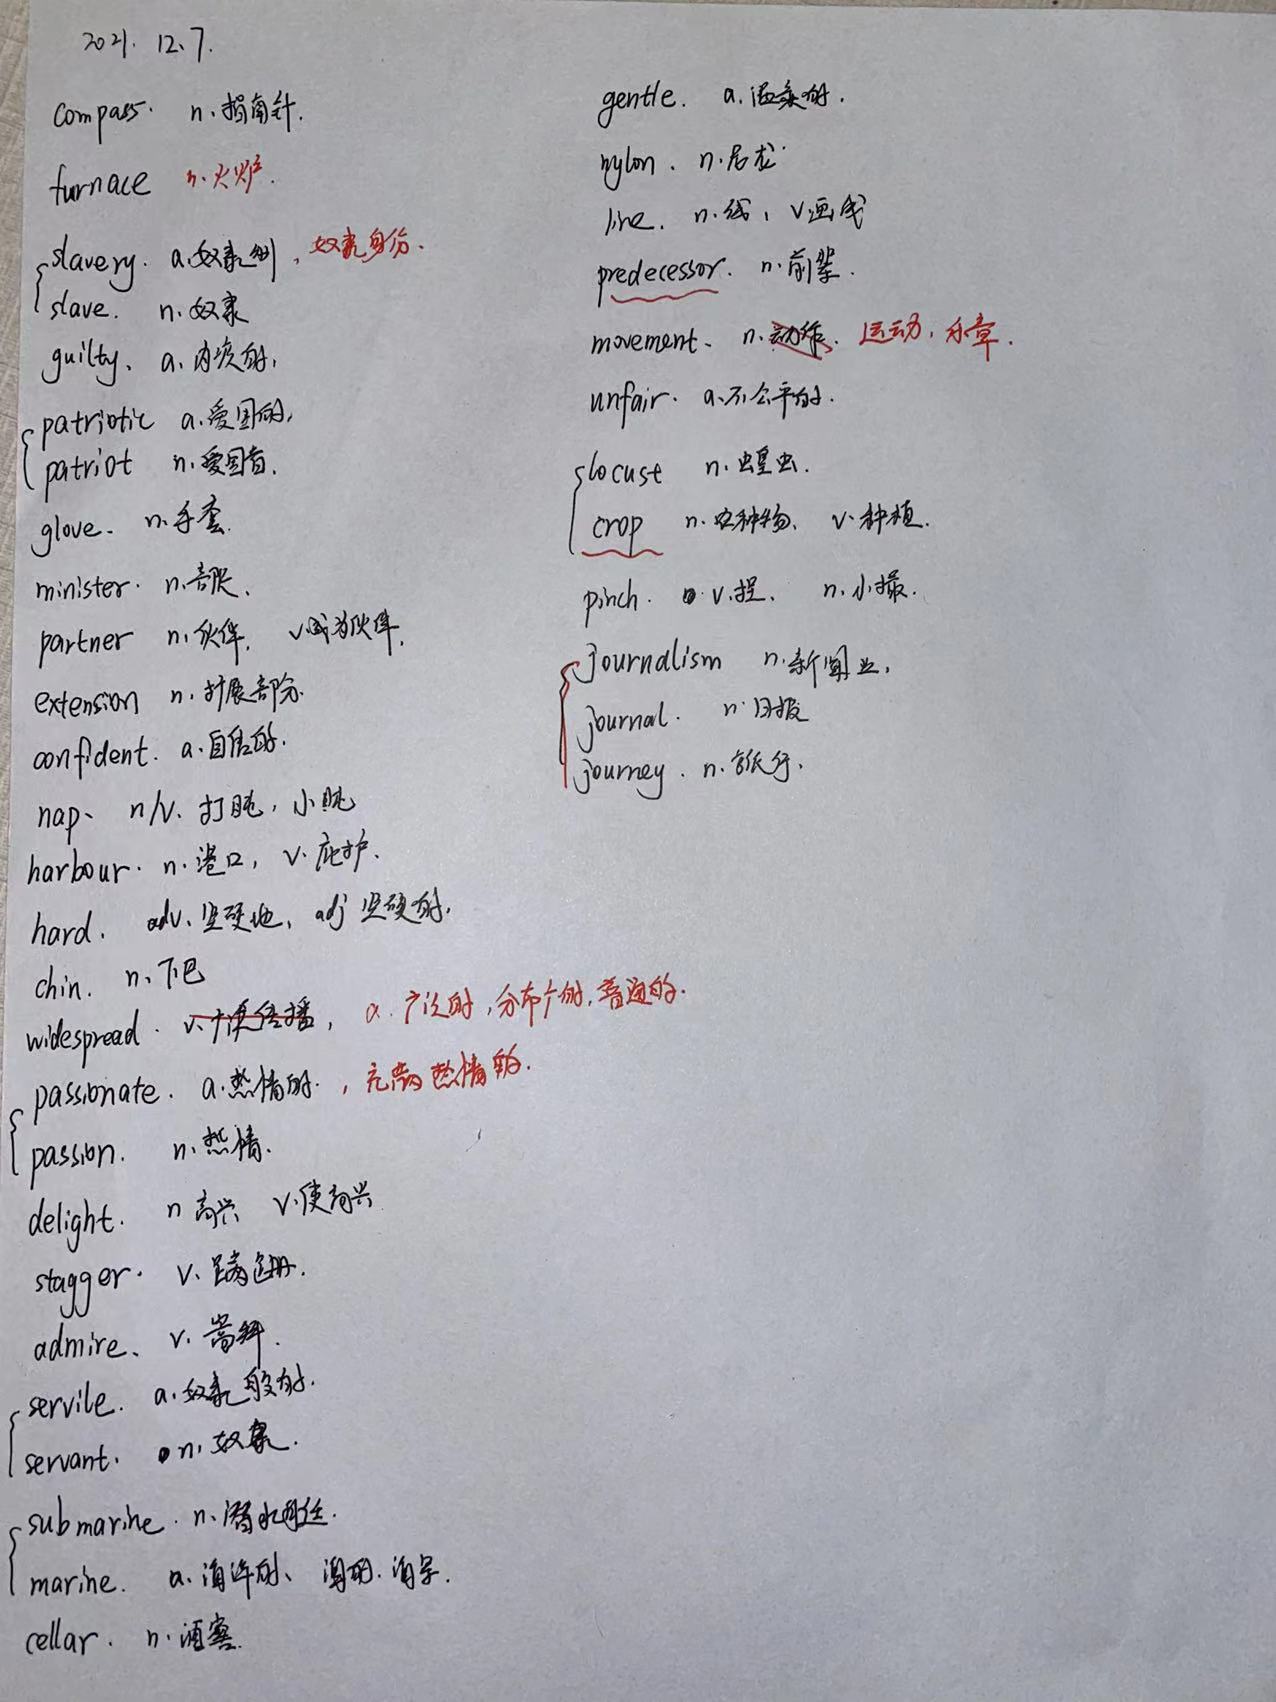 2021. 12.7.
compass. n. 指南针.
furnace n. 火炉.
slavery. a.奴隶制, 奴隶身份.
slave. n. 奴隶
guilty. a. 内疚的,
patriotic a. 爱国的,
patriot n. 爱国者.
glove. n. 手套.
minister. n. 部长.
partner n. 伙伴, v.成为伙伴,
extension n. 扩展部分.
confident. a. 自信的.
nap、 n/v. 打盹, 小盹
harbour. n. 港口, v. 庇护.
hard. adv. 坚硬地, adj 坚硬的,
chin. n. 下巴
widespread. v. 传播, a. 广泛的, 分布广的, 普遍的.
passionate. a.热情的. , 充满热情的.
passion. n. 热情.
delight. n 高兴 v.使高兴
stagger. v. 蹒跚.
admire、 v. 崇拜.
servile. a. 奴隶般的.
servant. n. 奴隶.
submarine. n. 潜水艇.
marine. a. 海洋的、 海军.
cellar. n. 酒窖.
gentle. a. 温柔的.
nylon. n. 尼龙.
line. n. 线, v.画线
predecessor. n. 前辈.
movement、 n. 动作. 运动, 乐章.
unfair. a.不公平的.
locust n. 蝗虫.
crop n. 农种物、 v. 种植.
pinch. v. 捏、 n. 小撮.
journalism n. 新闻业,
journal. n. 日报
journey. n. 旅行.